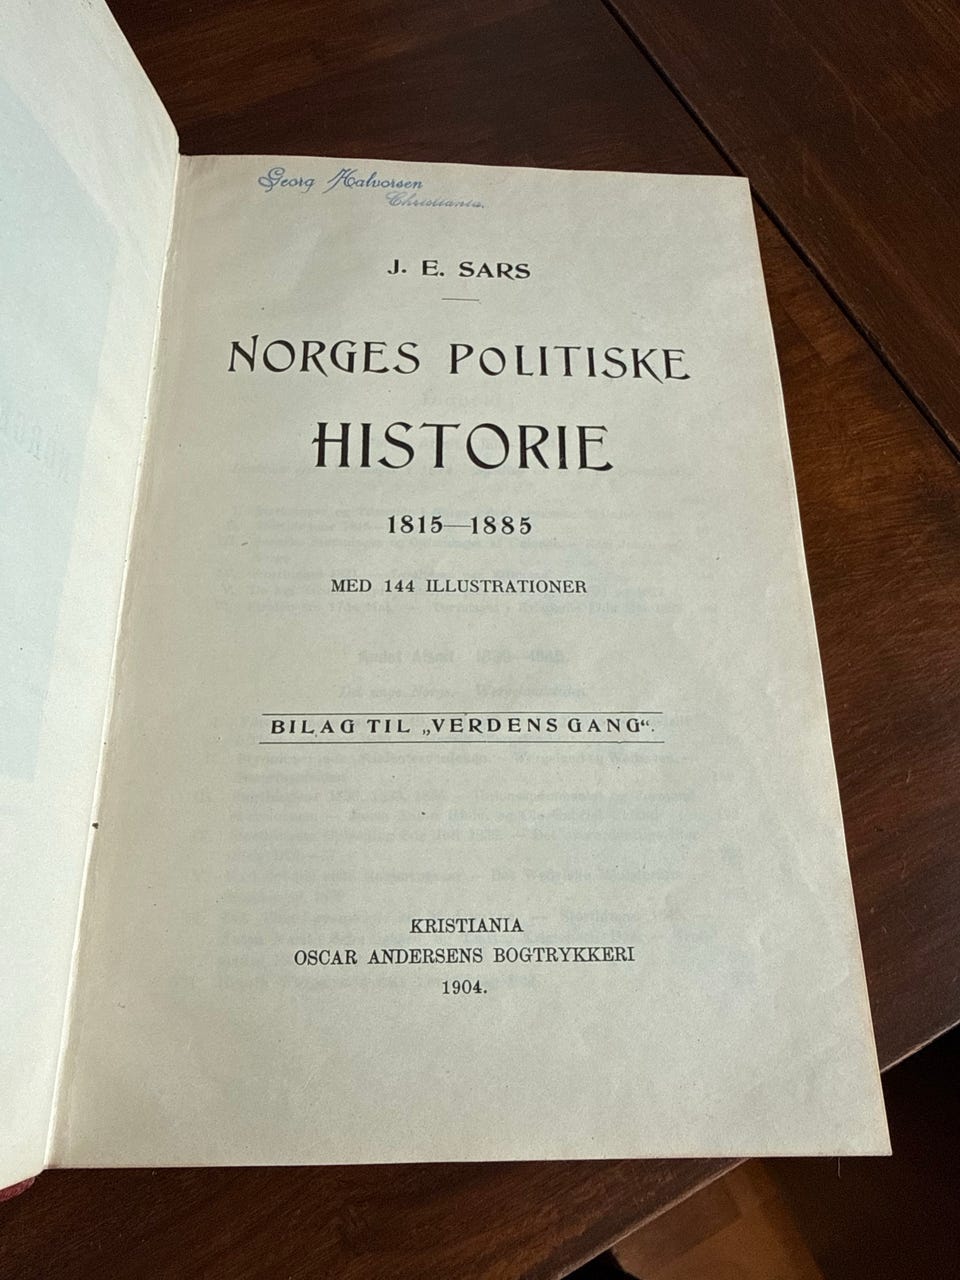 Georg Halvorsen
Christiania.
J. E. SARS
NORGES POLITISKE
HISTORIE
1815—1885
MED 144 ILLUSTRATIONER
BILAG TIL „VERDENS GANG“.
KRISTIANIA
OSCAR ANDERSENS BOGTRYKKERI
1904.